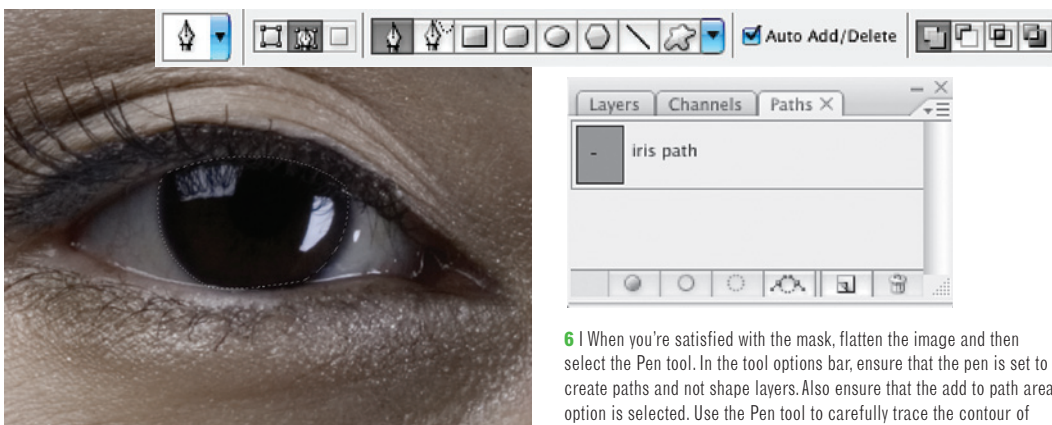 Auto Add/Delete
Layers Channels Paths
iris path
6 | When you're satisfied with the mask, flatten the image and then
select the Pen tool. In the tool options bar, ensure that the pen is set to
create paths and not shape layers. Also ensure that the add to path area
option is selected. Use the Pen tool to carefully trace the contour of